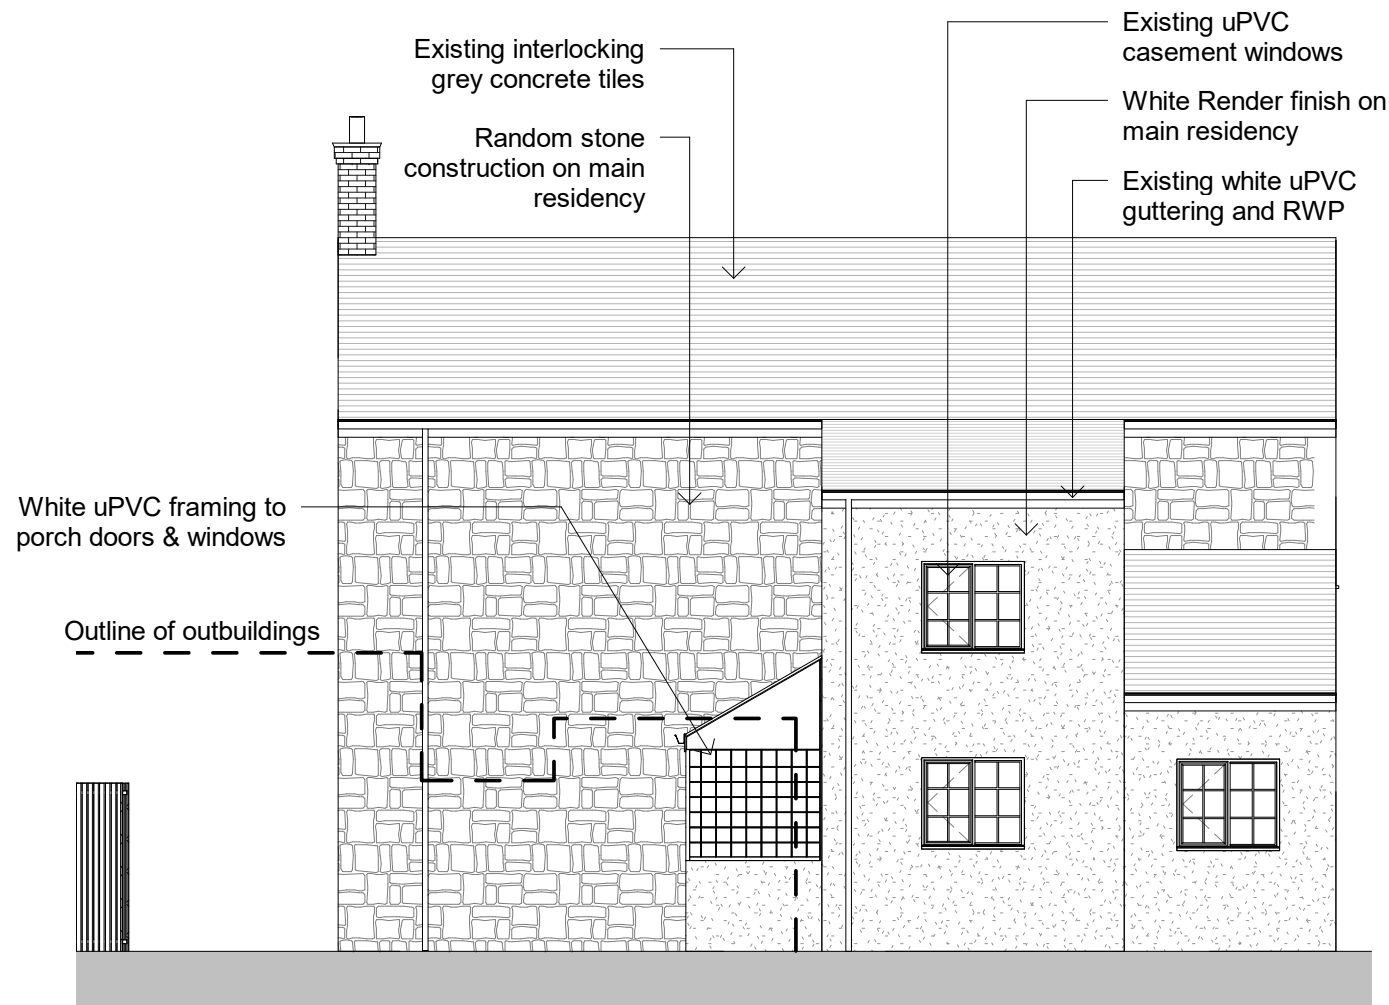 Existing interlocking
grey concrete tiles
Random stone
construction on main
residency
Existing uPVC
casement windows
White Render finish on
main residency
Existing white uPVC
guttering and RWP
White uPVC framing to
porch doors & windows
Outline of outbuildings